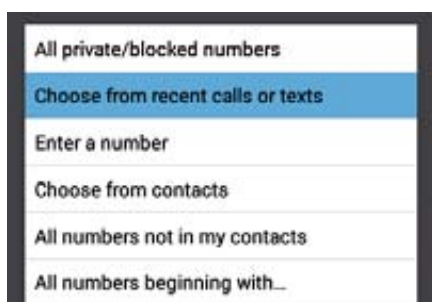 All private/blocked numbers
Choose from recent calls or texts
Enter a number
Choose from contacts
All numbers not in my contacts
All numbers beginning with...